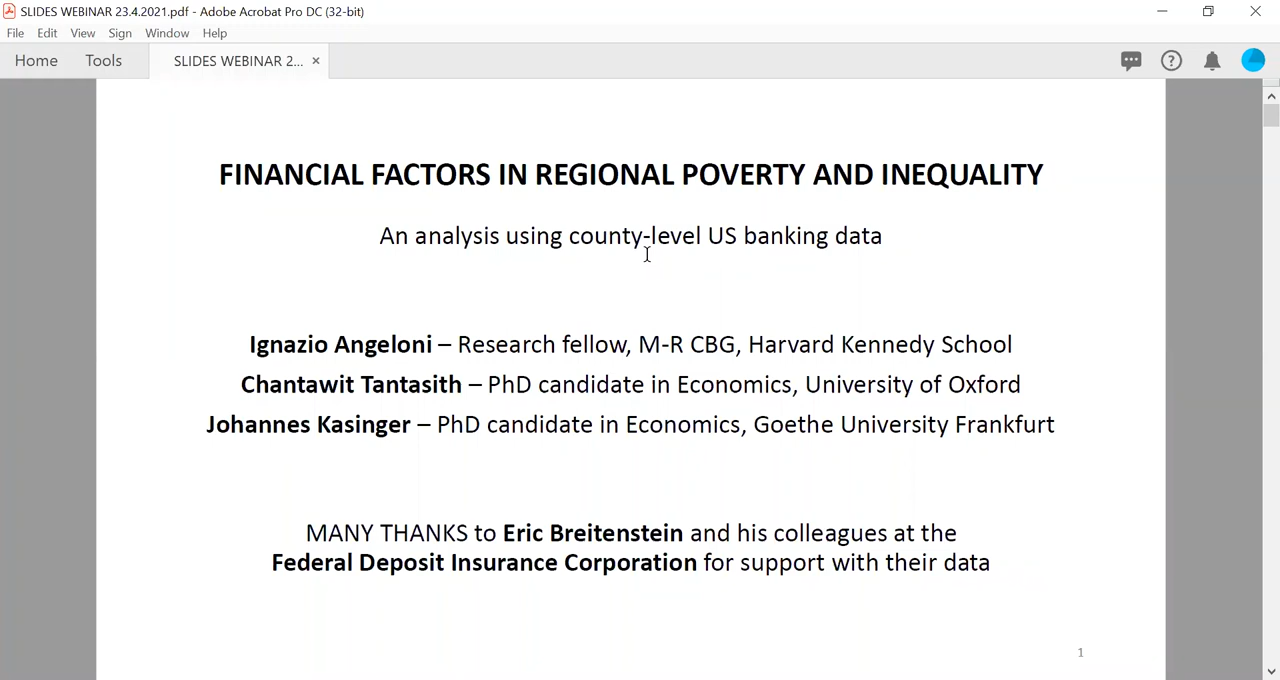 SLIDES WEBINAR 23.4.2021.pdf - Adobe Acrobat Pro DC (32-bit)
File Edit View Sign Window Help
Home Tools SLIDES WEBINAR 2... ×
FINANCIAL FACTORS IN REGIONAL POVERTY AND INEQUALITY
An analysis using county-level US banking data
Ignazio Angeloni – Research fellow, M-R CBG, Harvard Kennedy School
Chantawit Tantasith – PhD candidate in Economics, University of Oxford
Johannes Kasinger – PhD candidate in Economics, Goethe University Frankfurt
MANY THANKS to Eric Breitenstein and his colleagues at the
Federal Deposit Insurance Corporation for support with their data
1